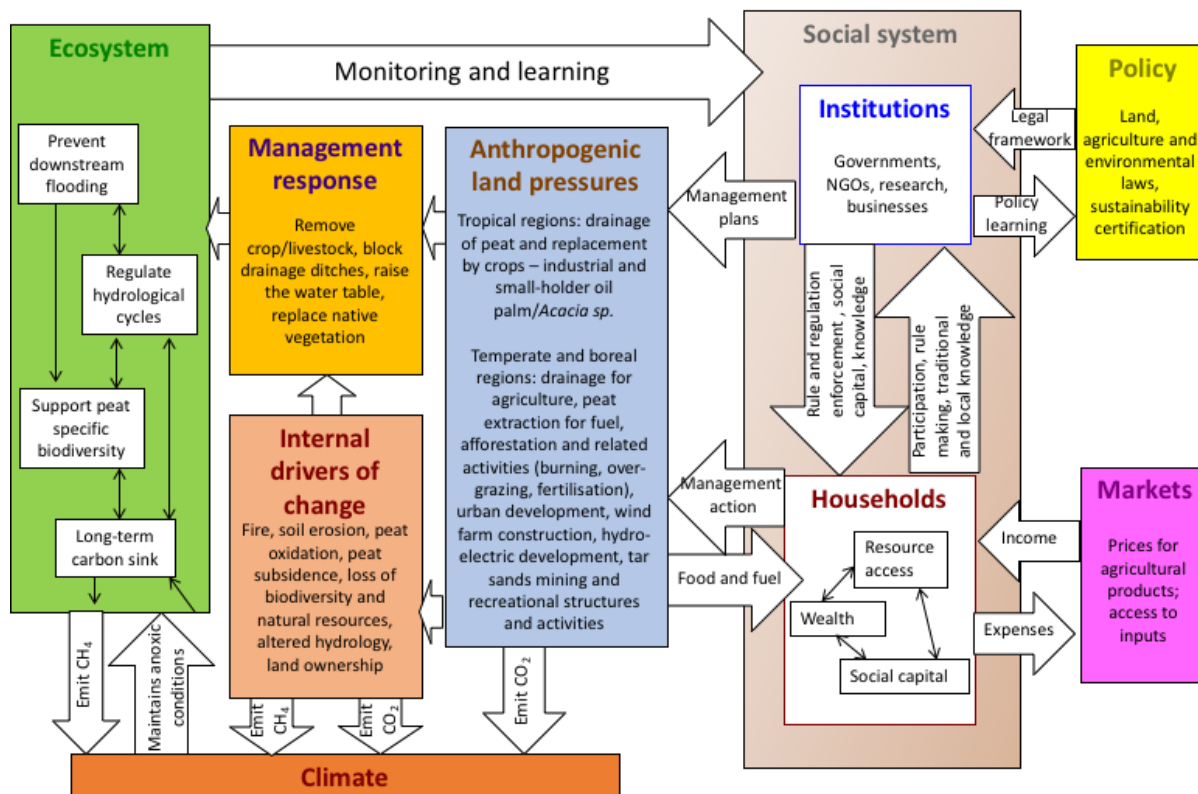 Ecosystem
Prevent
downstream
flooding
Regulate
hydrological
cycles
Support peat
specific
biodiversity
Long-term
carbon sink
Monitoring and learning
Management
response
Remove
crop/livestock, block
drainage ditches, raise
the water table,
replace native
vegetation
Internal
drivers of
change
Fire, soil erosion, peat
oxidation, peat
subsidence, loss of
biodiversity and
natural resources,
altered hydrology,
land ownership
Anthropogenic
land pressures
Tropical regions: drainage
of peat and replacement
by crops – industrial and
small-holder oil
palm/Acacia sp.
Temperate and boreal
regions: drainage for
agriculture, peat
extraction for fuel,
afforestation and related
activities (burning, over-
grazing, fertilisation),
urban development, wind
farm construction, hydro-
electric development, tar
sands mining and
recreational structures
and activities
Management
plans
Management
action
Food and fuel
Social system
Institutions
Governments,
NGOs, research,
businesses
Rule and regulation
enforcement , social
capital, knowledge
Participation, rule
making, traditional
and local knowledge
Households
Resource
access
Wealth
Social capital
Legal
framework
Policy
learning
Policy
Land,
agriculture and
environmental
laws,
sustainability
certification
Income
Expenses
Markets
Prices for
agricultural
products;
access to
inputs
Emit CH₄
Maintains anoxic
conditions
Emit
CH₄
Emit
CO₂
Emit CO₂
Climate